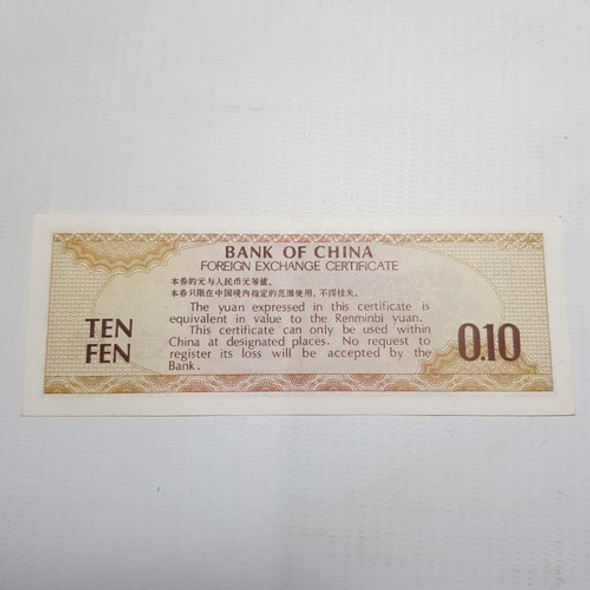 BANK OF CHINA
FOREIGN EXCHANGE CERTIFICATE
本券的元与人民币元等值。
本券只限在中国境内指定的范围使用,不得挂失。
The yuan expressed in this certificate is
equivalent in value to the Renminbi yuan.
This certificate can only be used within
China at designated places. No request to
register its loss will be accepted by the
Bank.
TEN
FEN
0.10